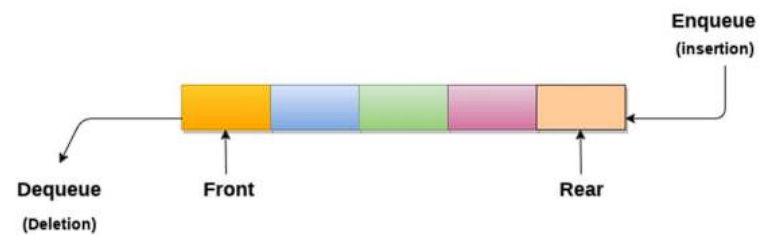 Enqueue
(insertion)
Dequeue
(Deletion)
Front
Rear